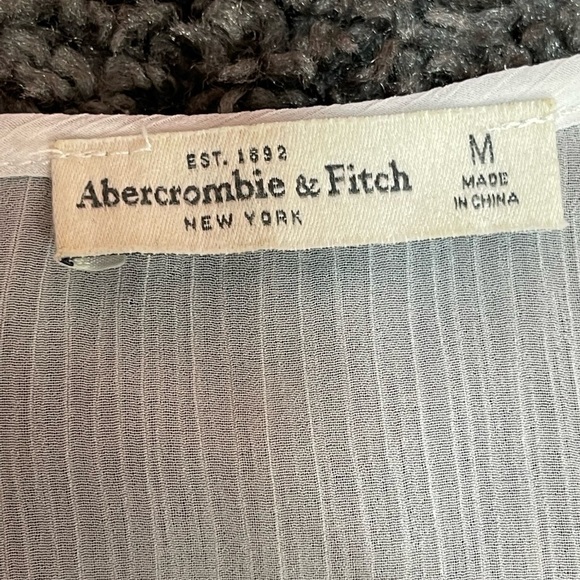 EST. 1892
Abercrombie & Fitch
NEW YORK
M
MADE
IN CHINA